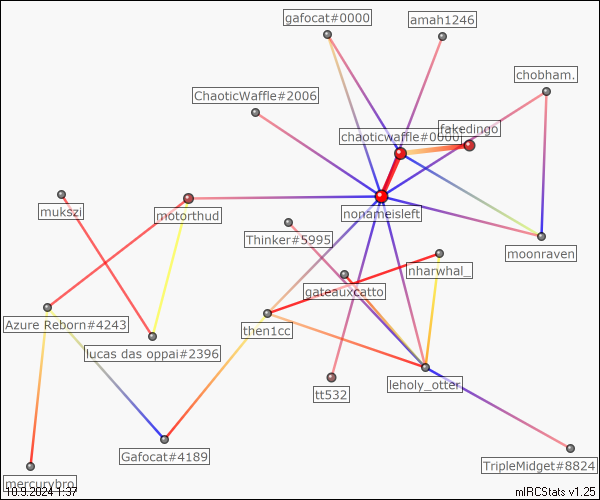 gafocat#0000
amah1246
chobham.
ChaoticWaffle#2006
fakedingo
chaoticwaffle#0000
mukszi
motorthud
nonameisleft
Thinker#5995
moonraven
nharwhal_
gateauxcatto
Azure Reborn#4243
then1cc
lucas das oppai#2396
tt532
leholy_otter
Gafocat#4189
TripleMidget#8824
mercurybro
10.9.2024 1:37
mIRCStats v1.25